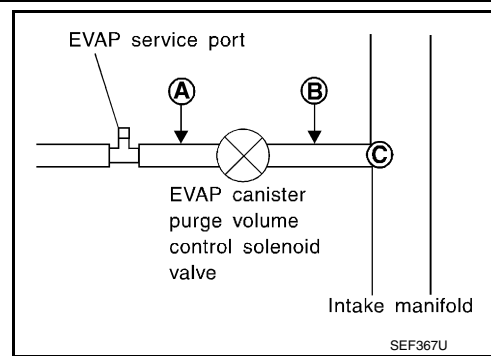 EVAP service port
A
B
C
EVAP canister
purge volume
control solenoid
valve
Intake manifold
SEF367U